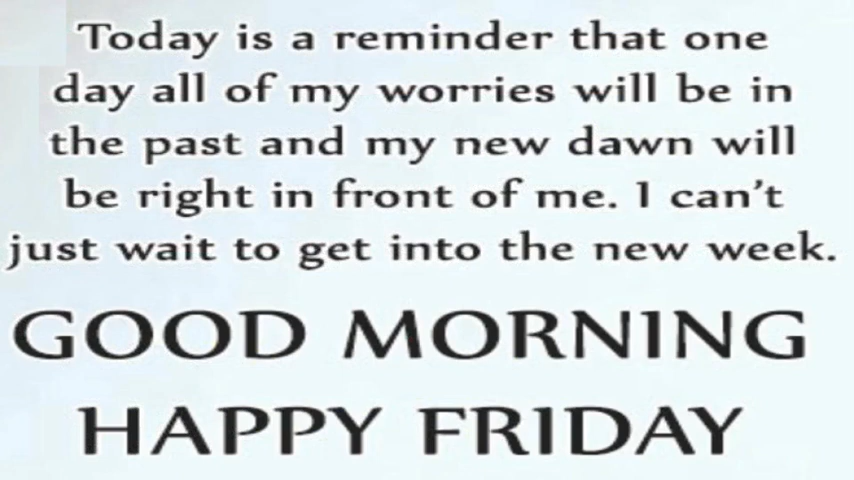 Today is a reminder that one
day all of my worries will be in
the past and my new dawn will
be right in front of me. I can't
just wait to get into the new week.
GOOD MORNING
HAPPY FRIDAY